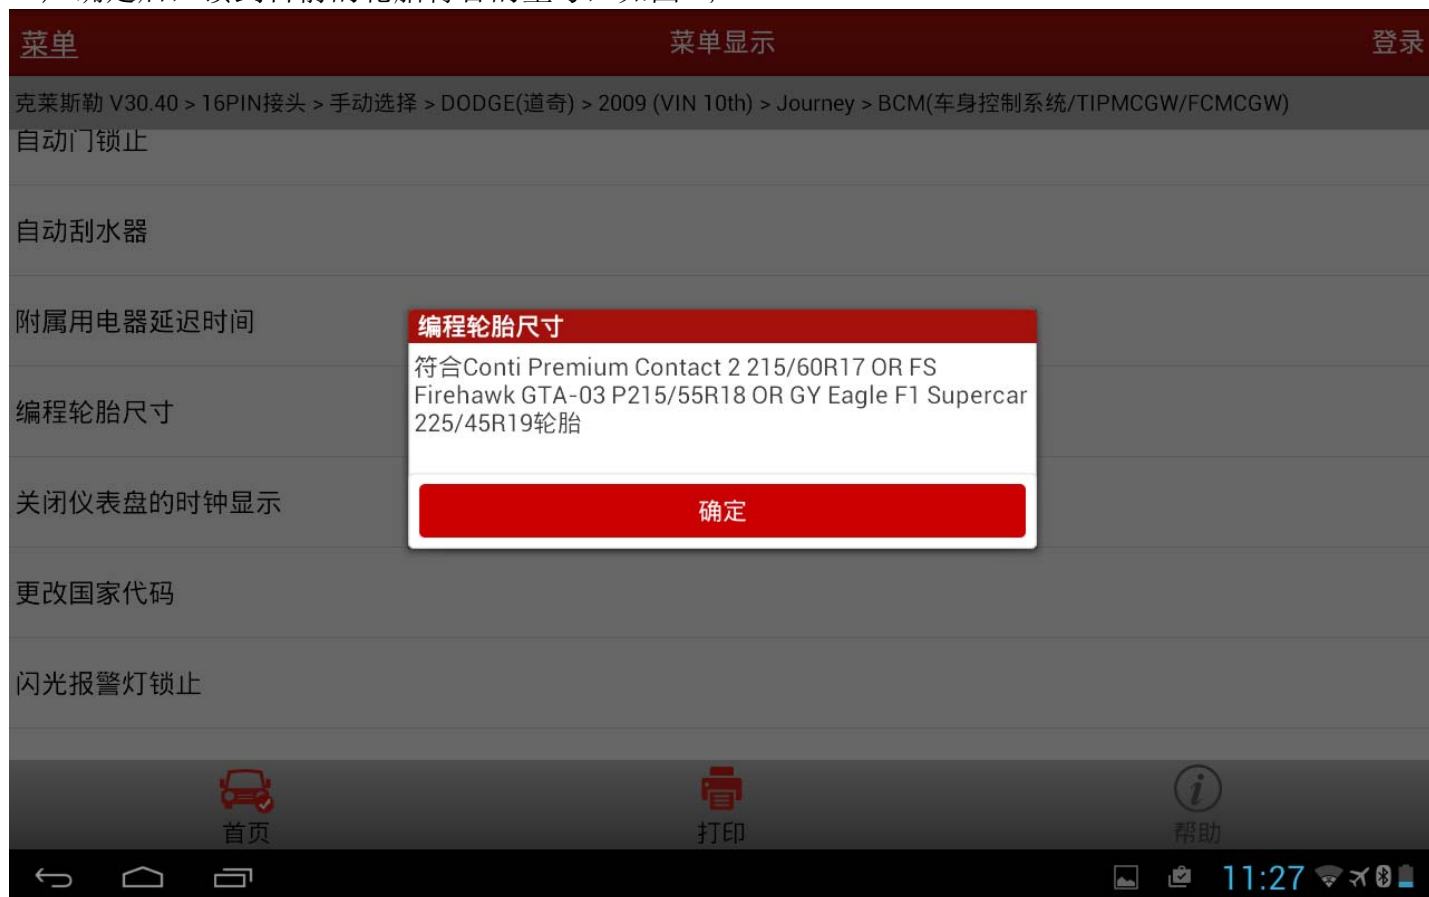 菜单
菜单显示
登录
克莱斯勒 V30.40 > 16PIN接头 > 手动选择 > DODGE(道奇) > 2009 (VIN 10th) > Journey > BCM(车身控制系统/TIPMCGW/FCMCGW)
自动门锁止
自动刮水器
附属用电器延迟时间
编程轮胎尺寸
关闭仪表盘的时钟显示
更改国家代码
闪光报警灯锁止
编程轮胎尺寸
符合Conti Premium Contact 2 215/60R17 OR FS
Firehawk GTA-03 P215/55R18 OR GY Eagle F1 Supercar
225/45R19轮胎
确定
首页
打印
帮助
11:27